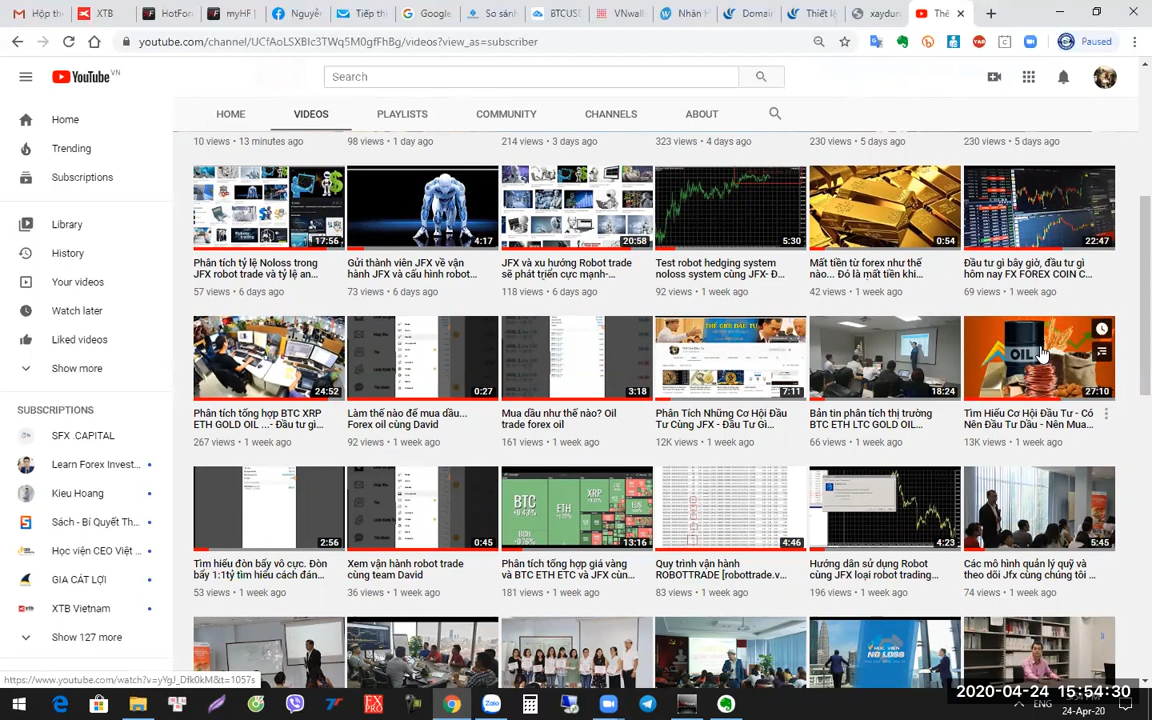 Hộp th
XTB
HotFor
myHF
Nguyễ
Tiếp th
Google
So sánh
BTCUS
VNwall
Nhân H
Domai
Thiết l
xaydun
Thế
youtube.com/channel/UCfAoLSXBIc3TWq5M0gfFhBg/videos?view_as=subscriber
Paused
YouTube VN
Search
HOME
VIDEOS
PLAYLISTS
COMMUNITY
CHANNELS
ABOUT
Home
Trending
Subscriptions
Library
History
Your videos
Watch later
Liked videos
Show more
SUBSCRIPTIONS
SFX .CAPITAL
Learn Forex Invest...
Kieu Hoang
Sách - Bí Quyết Th...
Học viện CEO Việt ...
GIA CÁT LỢI
XTB Vietnam
Show 127 more
10 views • 13 minutes ago
98 views • 1 day ago
214 views • 3 days ago
323 views • 4 days ago
230 views • 5 days ago
230 views • 5 days ago
17:56
4:17
20:58
5:30
0:54
22:47
Phân tích tỷ lệ Noloss trong
JFX robot trade và tỷ lệ an...
57 views • 6 days ago
Gửi thành viên JFX về vận
hành JFX và cấu hình robot...
73 views • 6 days ago
JFX và xu hướng Robot trade
sẽ phát triển cực mạnh-...
118 views • 6 days ago
Test robot hedging system
noloss system cùng JFX- Đ...
92 views • 1 week ago
Mất tiền từ forex như thế
nào... Đó là mất tiền khi...
42 views • 1 week ago
Đầu tư gì bây giờ, đầu tư gì
hôm nay FX FOREX COIN C...
69 views • 1 week ago
24:52
0:27
3:18
THẾ GIỚI ĐẦU TƯ
7:11
18:24
OIL
27:10
Phân tích tổng hợp BTC XRP
ETH GOLD OIL ...- Đầu tư gì...
267 views • 1 week ago
Làm thế nào để mua dầu...
Forex oil cùng David
92 views • 1 week ago
Mua dầu như thế nào? Oil
trade forex oil
161 views • 1 week ago
Phân Tích Những Cơ Hội Đầu
Tư Cùng JFX - Đầu Tư Gì...
12K views • 1 week ago
Bản tin phân tích thị trường
BTC ETH LTC GOLD OIL...
66 views • 1 week ago
Tìm Hiểu Cơ Hội Đầu Tư - Có
Nên Đầu Tư Dầu - Nên Mua...
13K views • 1 week ago
2:56
0:45
BTC
ETH
XRP
13:16
4:46
4:23
5:45
Tìm hiểu đòn bẩy vô cực. Đòn
bẩy 1:1tỷ tìm hiểu cách đán...
53 views • 1 week ago
Xem vận hành robot trade
cùng team David
36 views • 1 week ago
Phân tích tổng hợp giá vàng
và BTC ETH ETC và JFX cùn...
181 views • 1 week ago
Quy trình vận hành
ROBOTTRADE [robottrade.v...
83 views • 1 week ago
Hướng dẫn sử dụng Robot
cùng JFX loại robot trading...
196 views • 1 week ago
Các mô hình quản lý quỹ và
theo dõi Jfx cùng chúng tôi ...
74 views • 1 week ago
HỌC VIỆN
NO LOSS
https://www.youtube.com/watch?v=yYgJ_Dfk0kM&t=1057s
FX
PRO
Zalo
ENG
2020-04-24 15:54:30
24-Apr-20